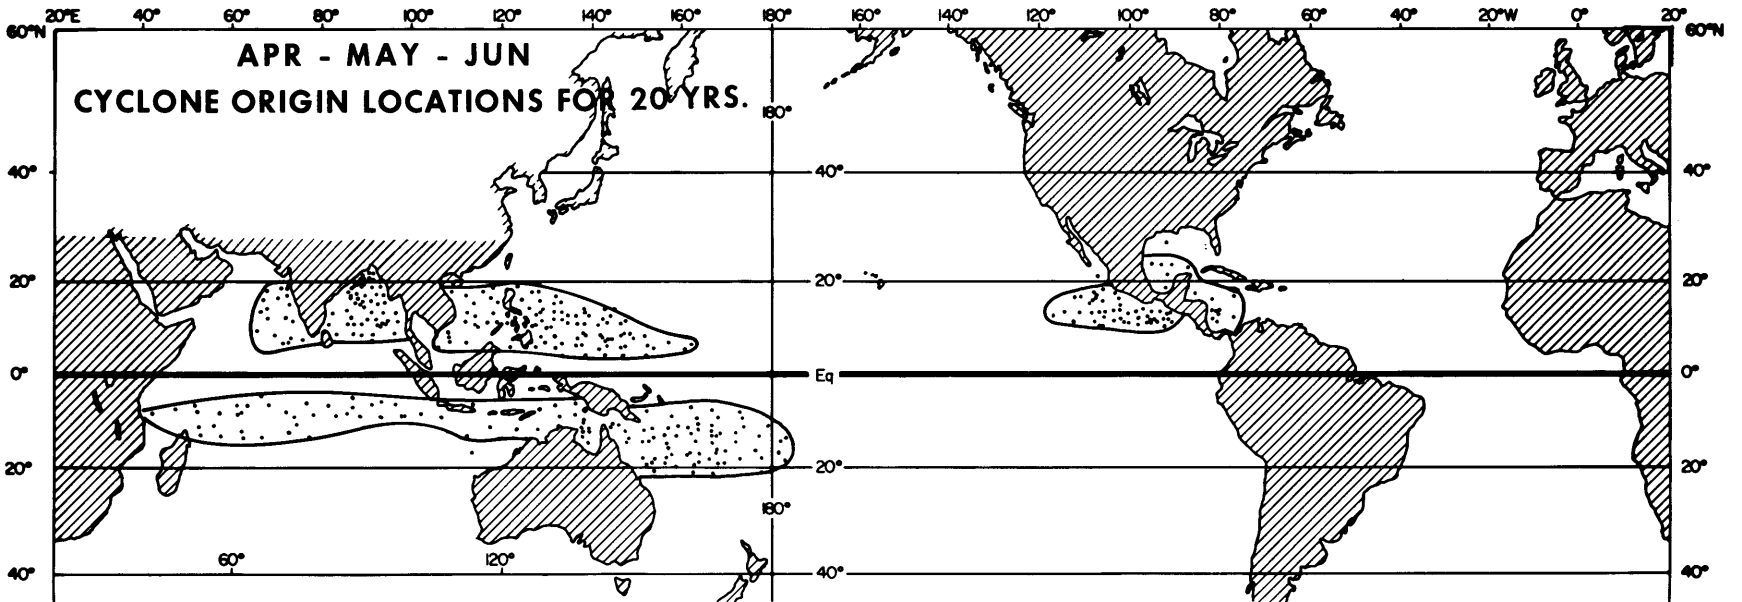 20°E 40° 60° 80° 100° 120° 140° 160° 160° 140° 120° 100° 80° 60° 40° 20°W 0° 20°
60°N 60°N
APR - MAY - JUN
CYCLONE ORIGIN LOCATIONS FOR 20 YRS.
180°
40° 40° 40°
20° 20° 20°
0° Eq 0°
20° 20° 20°
180°
60° 120°
40° 40° 40°